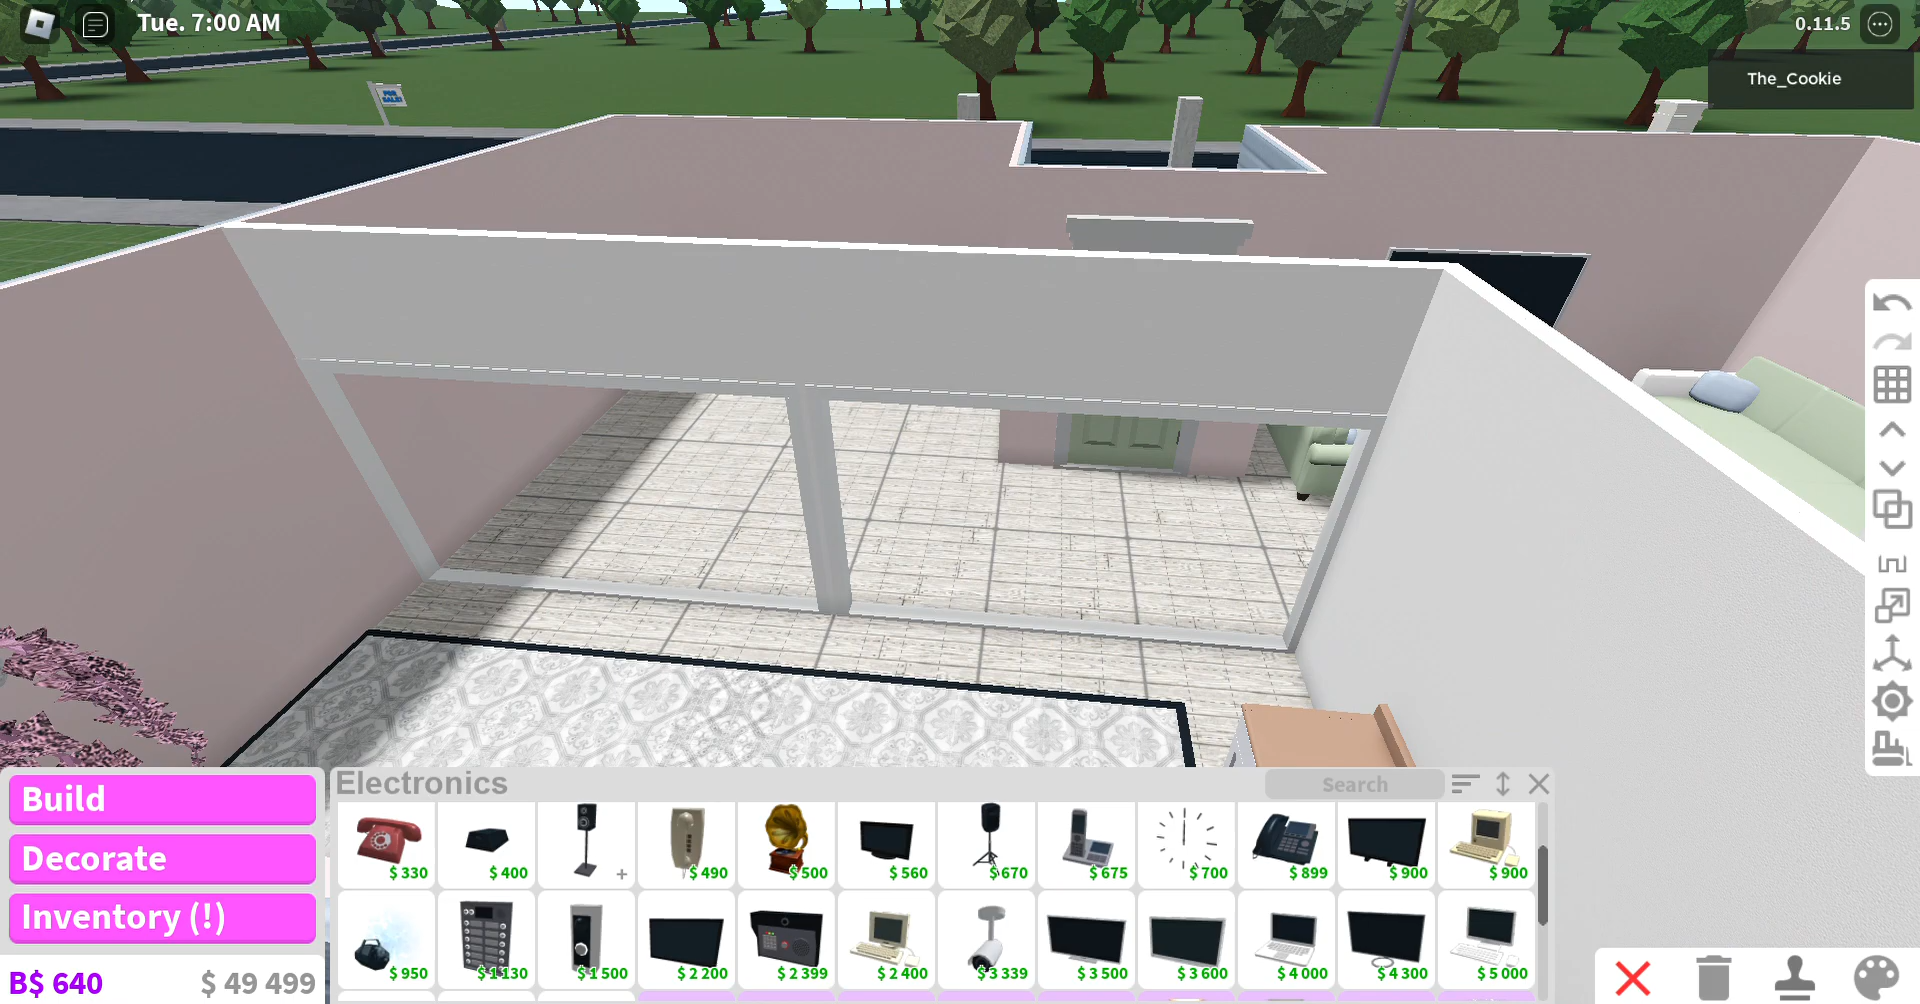 Tue. 7:00 AM
0.11.5
The_Cookie
FOR
SALE!
Build
Decorate
Inventory (!)
B$ 640
$ 49 499
Electronics
Search
$ 330
$ 400
+
$ 490
$ 500
$ 560
$ 670
$ 675
$ 700
$ 899
$ 900
$ 900
$ 950
$ 1 130
$ 1 500
$ 2 200
$ 2 399
$ 2 400
$ 3 339
$ 3 500
$ 3 600
$ 4 000
$ 4 300
$ 5 000